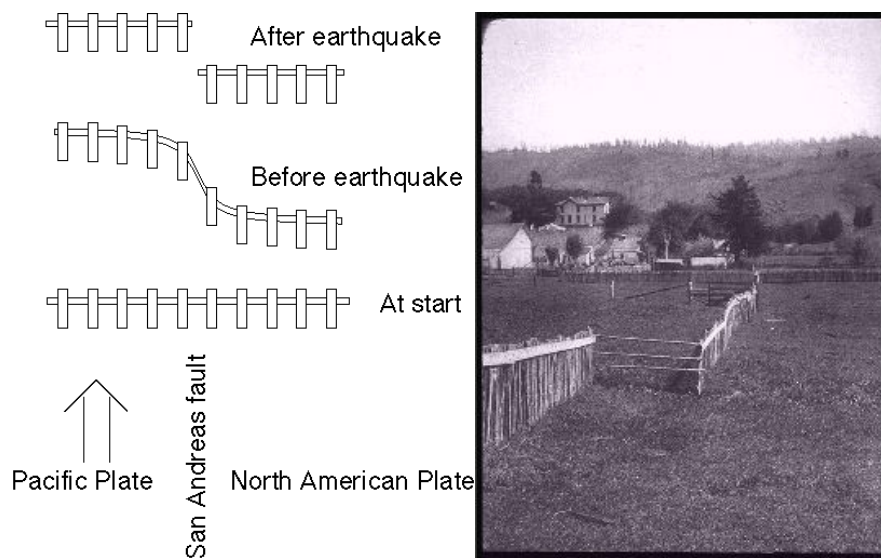 After earthquake
Before earthquake
At start
San Andreas fault
Pacific Plate
North American Plate